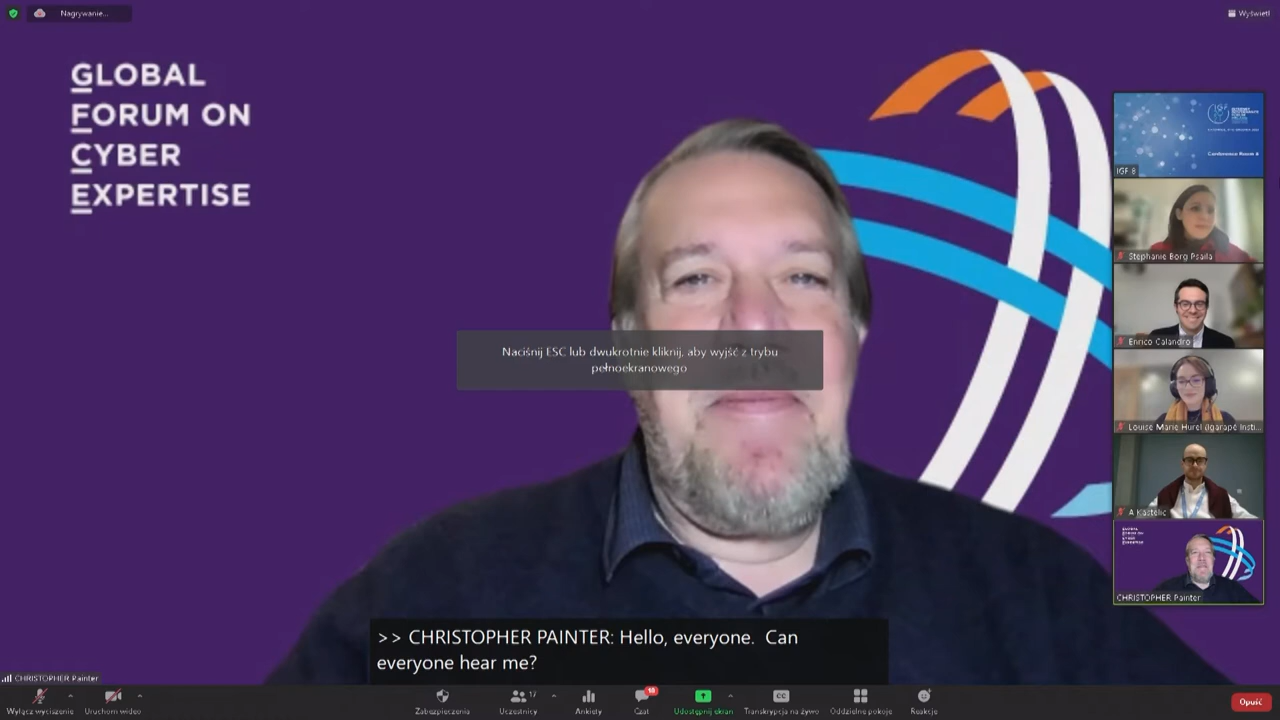 Nagrywanie...
Wyświetl
GLOBAL
FORUM ON
CYBER
EXPERTISE
IGF 8
Conference Room 8
Stephanie Borg Psaila
Enrico Calandro
Louise Marie Hurel (Igarapé Insti...
A Kastelic
CHRISTOPHER Painter
Naciśnij ESC lub dwukrotnie kliknij, aby wyjść z trybu
pełnoekranowego
>> CHRISTOPHER PAINTER: Hello, everyone.  Can
everyone hear me?
CHRISTOPHER Painter
Wyłącz wyciszenie
Uruchom wideo
Zabezpieczenia
17
Uczestnicy
Ankiety
Czat
Udostępnij ekran
CC
Transkrypcja na żywo
Oddzielne pokoje
Reakcje
Opuść